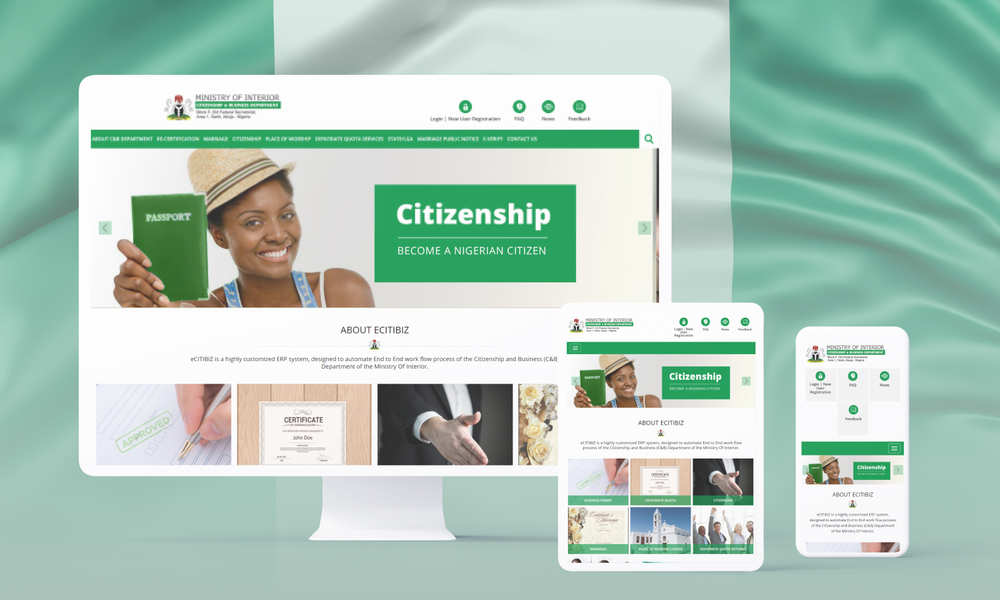 MINISTRY OF INTERIOR
CITIZENSHIP & BUSINESS DEPARTMENT
Block F, Old Federal Secretariat,
Area 1, Garki, Abuja - Nigeria
Login | New User Registration
FAQ
News
Feedback
ABOUT C&B DEPARTMENT RE-CERTIFICATION MARRIAGE CITIZENSHIP PLACE OF WORSHIP EXPATRIATE QUOTA SERVICES STATE/LGA MARRIAGE PUBLIC NOTICE E-VERIFY CONTACT US
PASSPORT
Citizenship
BECOME A NIGERIAN CITIZEN
ABOUT ECITIBIZ
eCITIBIZ is a highly customized ERP system, designed to automate End to End work flow process of the Citizenship and Business (C&B)
Department of the Ministry Of Interior.
APPROVED
CERTIFICATE
John Doe
MINISTRY OF INTERIOR
CITIZENSHIP & BUSINESS DEPARTMENT
Login | New
User
Registration
FAQ
News
Feedback
PASSPORT
Citizenship
BECOME A NIGERIAN CITIZEN
ABOUT ECITIBIZ
eCITIBIZ is a highly customized ERP system, designed to automate End to End work flow
process of the Citizenship and Business (C&B) Department of the Ministry Of Interior.
BUSINESS PERMIT
EXPATRIATE QUOTA
CITIZENSHIP
MARRIAGE
PLACE OF WORSHIP LICENSE
EXPATRIATE QUOTA RETURNS
MINISTRY OF INTERIOR
CITIZENSHIP & BUSINESS DEPARTMENT
Login | New
User
Registration
FAQ
News
Feedback
Citizenship
ABOUT ECITIBIZ
eCITIBIZ is a highly customized ERP system,
designed to automate End to End work flow process
of the Citizenship and Business (C&B) Department
of the Ministry Of Interior.